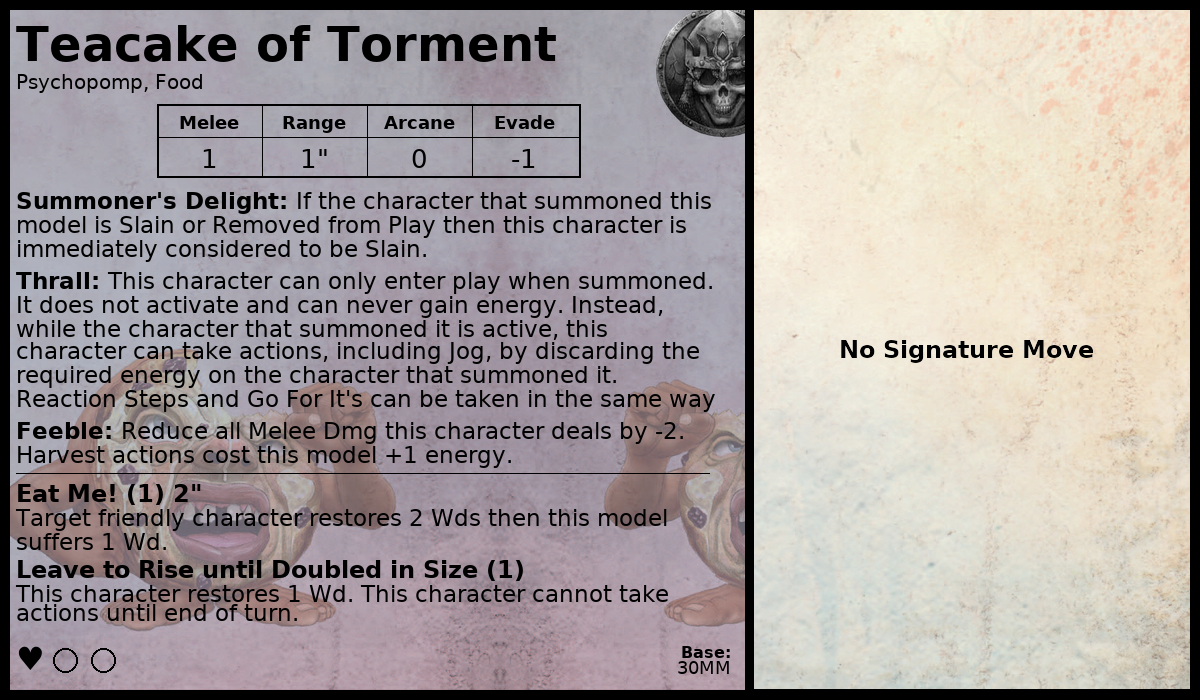 Teacake of Torment
Psychopomp, Food
Melee Range Arcane Evade
1 1" 0 -1
Summoner's Delight: If the character that summoned this
model is Slain or Removed from Play then this character is
immediately considered to be Slain.
Thrall: This character can only enter play when summoned.
It does not activate and can never gain energy. Instead,
while the character that summoned it is active, this
character can take actions, including Jog, by discarding the
required energy on the character that summoned it.
Reaction Steps and Go For It's can be taken in the same way
Feeble: Reduce all Melee Dmg this character deals by -2.
Harvest actions cost this model +1 energy.
Eat Me! (1) 2"
Target friendly character restores 2 Wds then this model
suffers 1 Wd.
Leave to Rise until Doubled in Size (1)
This character restores 1 Wd. This character cannot take
actions until end of turn.
Base:
30MM
No Signature Move